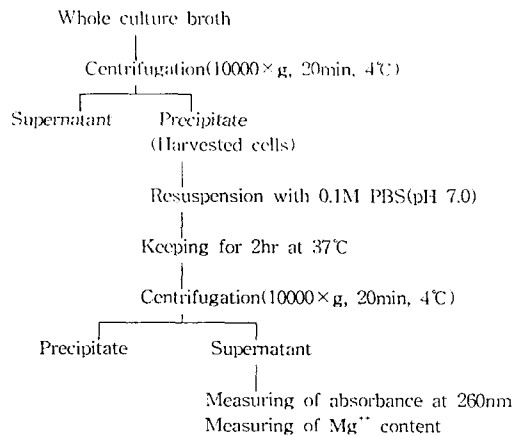 Whole culture broth
Centrifugation(10000×g, 20min, 4℃)
Supernatant Precipitate
(Harvested cells)
Resuspension with 0.1M PBS(pH 7.0)
Keeping for 2hr at 37℃
Centrifugation(10000×g, 20min, 4℃)
Precipitate Supernatant
Measuring of absorbance at 260nm
Measuring of Mg⁺⁺ content